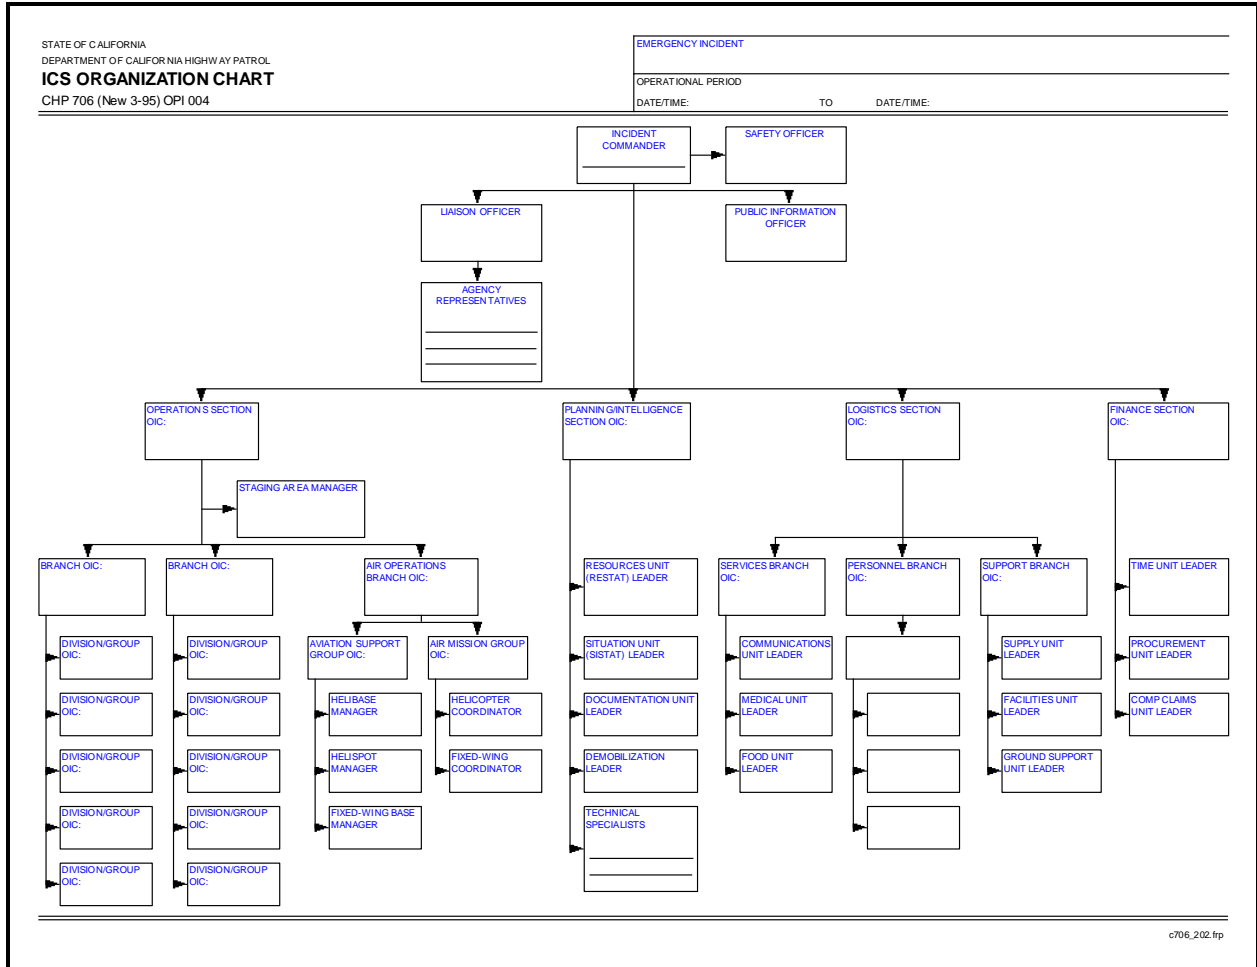 STATE OF CALIFORNIA
DEPARTMENT OF CALIFORNIA HIGHWAY PATROL
ICS ORGANIZATION CHART
CHP 706 (New 3-95) OPI 004
EMERGENCY INCIDENT
OPERATIONAL PERIOD
DATE/TIME: TO DATE/TIME:
INCIDENT
COMMANDER
SAFETY OFFICER
LIAISON OFFICER
PUBLIC INFORMATION
OFFICER
AGENCY
REPRESENTATIVES
OPERATIONS SECTION
OIC:
PLANNING/INTELLIGENCE
SECTION OIC:
LOGISTICS SECTION
OIC:
FINANCE SECTION
OIC:
STAGING AREA MANAGER
BRANCH OIC:
BRANCH OIC:
AIR OPERATIONS
BRANCH OIC:
RESOURCES UNIT
(RESTAT) LEADER
SERVICES BRANCH
OIC:
PERSONNEL BRANCH
OIC:
SUPPORT BRANCH
OIC:
TIME UNIT LEADER
DIVISION/GROUP
OIC:
DIVISION/GROUP
OIC:
AVIATION SUPPORT
GROUP OIC:
AIR MISSION GROUP
OIC:
SITUATION UNIT
(SISTAT) LEADER
COMMUNICATIONS
UNIT LEADER
SUPPLY UNIT
LEADER
PROCUREMENT
UNIT LEADER
DIVISION/GROUP
OIC:
DIVISION/GROUP
OIC:
HELIBASE
MANAGER
HELICOPTER
COORDINATOR
DOCUMENTATION UNIT
LEADER
MEDICAL UNIT
LEADER
FACILITIES UNIT
LEADER
COMP CLAIMS
UNIT LEADER
DIVISION/GROUP
OIC:
DIVISION/GROUP
OIC:
HELISPOT
MANAGER
FIXED-WING
COORDINATOR
DEMOBILIZATION
LEADER
FOOD UNIT
LEADER
GROUND SUPPORT
UNIT LEADER
DIVISION/GROUP
OIC:
DIVISION/GROUP
OIC:
FIXED-WING BASE
MANAGER
TECHNICAL
SPECIALISTS
DIVISION/GROUP
OIC:
DIVISION/GROUP
OIC:
c706_202.frp